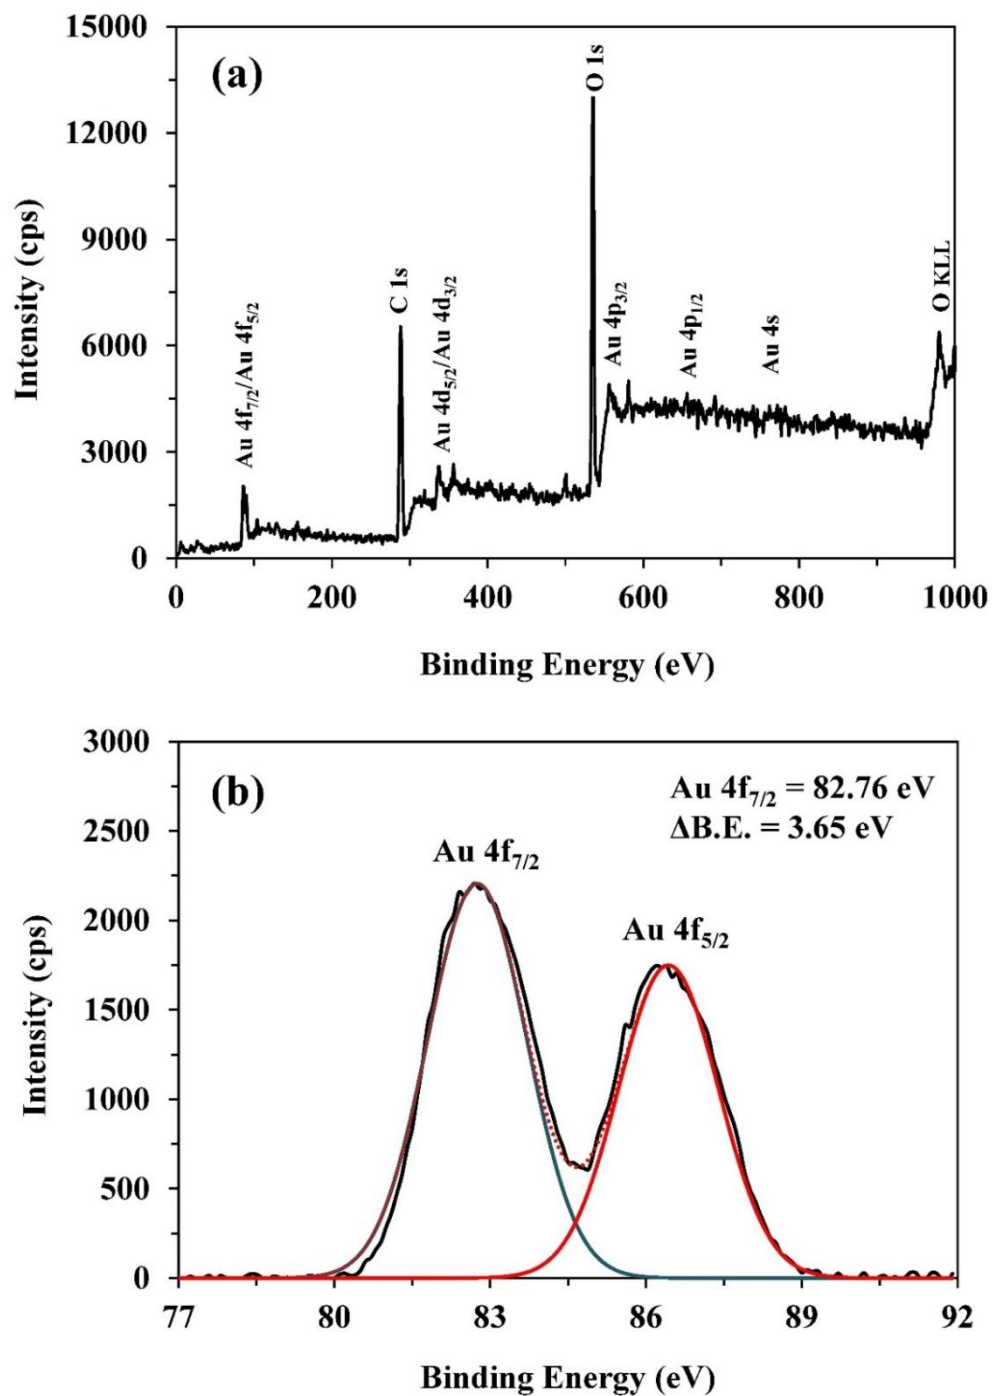 (a)
15000
12000
9000
6000
3000
0
Intensity (cps)
Au 4f7/2/Au 4f5/2
C 1s
Au 4d5/2/Au 4d3/2
O 1s
Au 4p3/2
Au 4p1/2
Au 4s
O KLL
0 200 400 600 800 1000
Binding Energy (eV)
(b)
3000
2500
2000
1500
1000
500
0
Intensity (cps)
Au 4f7/2 = 82.76 eV
ΔB.E. = 3.65 eV
Au 4f7/2
Au 4f5/2
77 80 83 86 89 92
Binding Energy (eV)